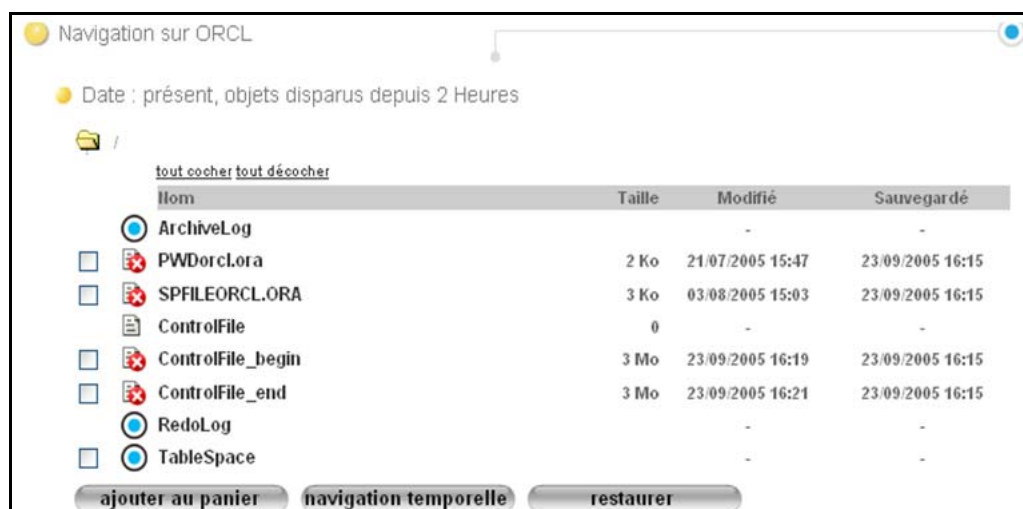 Navigation sur ORCL
Date : présent, objets disparus depuis 2 Heures
/
tout cocher tout décocher
Nom Taille Modifié Sauvegardé
ArchiveLog - -
PWDorcl.ora 2 Ko 21/07/2005 15:47 23/09/2005 16:15
SPFILEORCL.ORA 3 Ko 03/08/2005 15:03 23/09/2005 16:15
ControlFile 0 - -
ControlFile_begin 3 Mo 23/09/2005 16:19 23/09/2005 16:15
ControlFile_end 3 Mo 23/09/2005 16:21 23/09/2005 16:15
RedoLog - -
TableSpace - -
ajouter au panier navigation temporelle restaurer